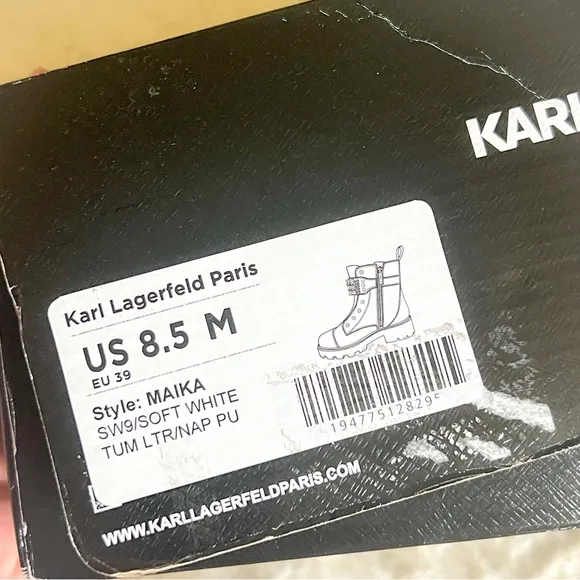 KARL
Karl Lagerfeld Paris
US 8.5 M
EU 39
Style: MAIKA
SW9/SOFT WHITE
TUM LTR/NAP PU
194775128295
WWW.KARLLAGERFELDPARIS.COM